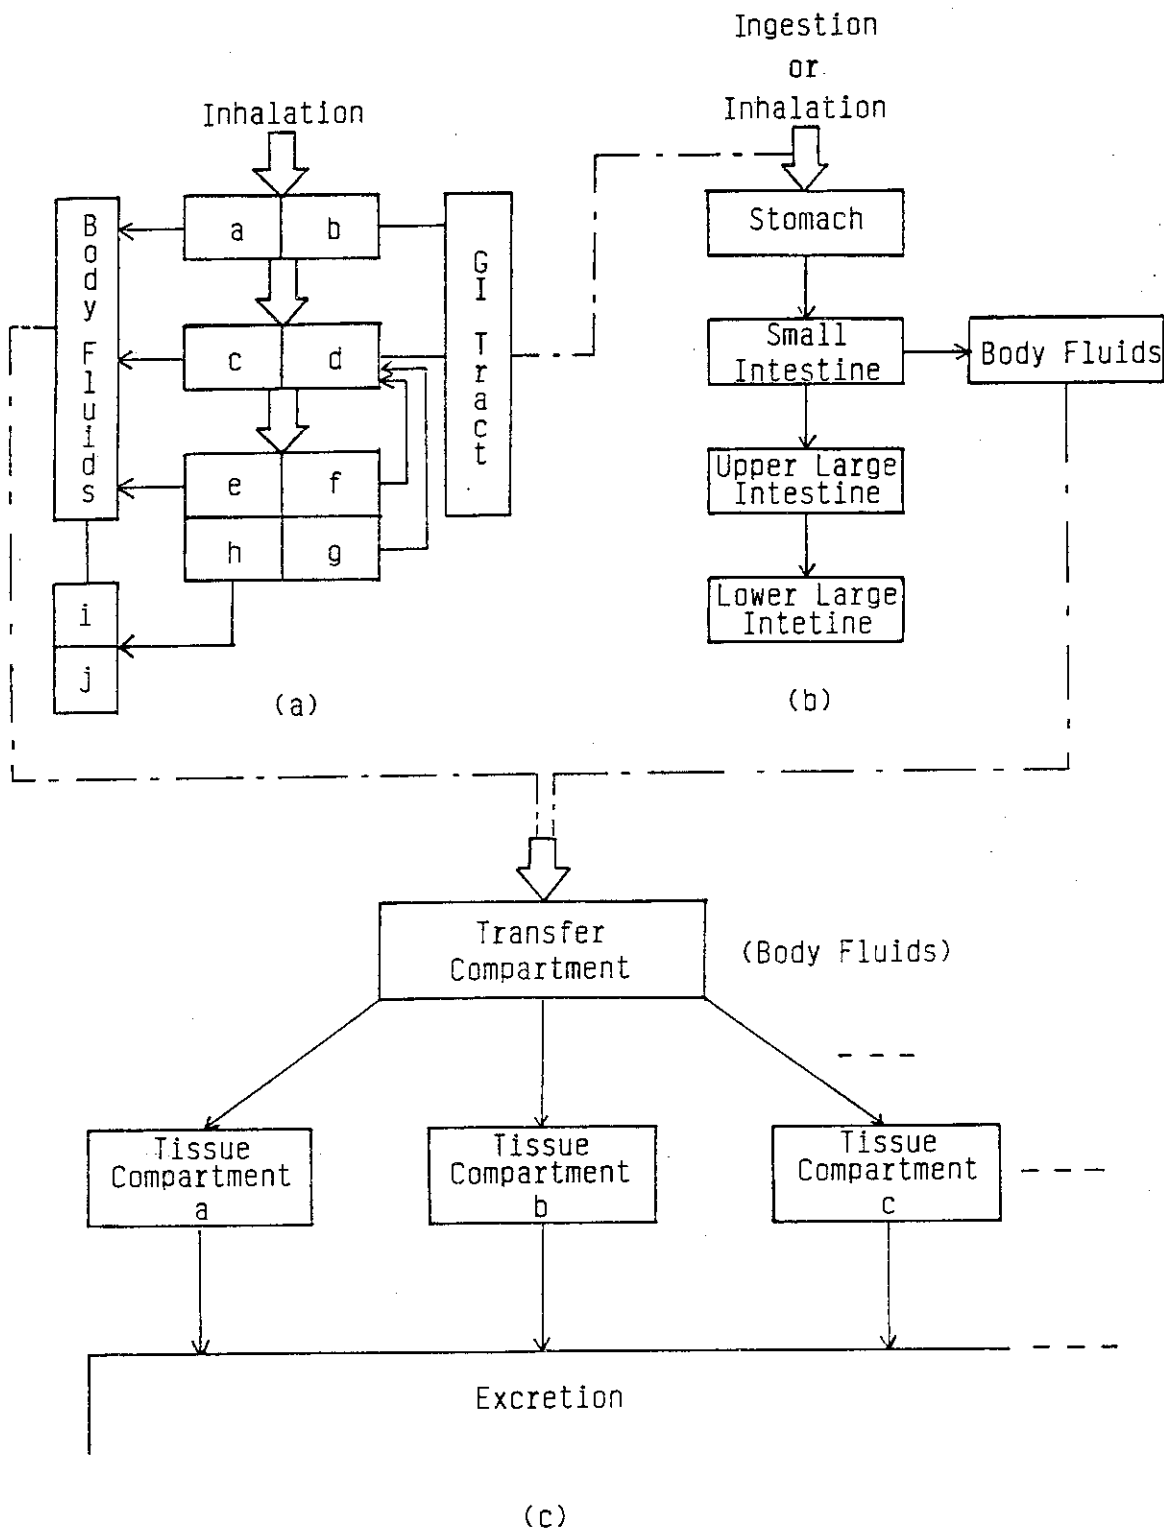 Inhalation
Body Fluids
a
b
c
d
e
f
h
g
i
j
GI Tract
(a)
Ingestion
or
Inhalation
Stomach
Small
Intestine
Body Fluids
Upper Large
Intestine
Lower Large
Intetine
(b)
Transfer
Compartment
(Body Fluids)
Tissue
Compartment
a
Tissue
Compartment
b
Tissue
Compartment
c
Excretion
(c)